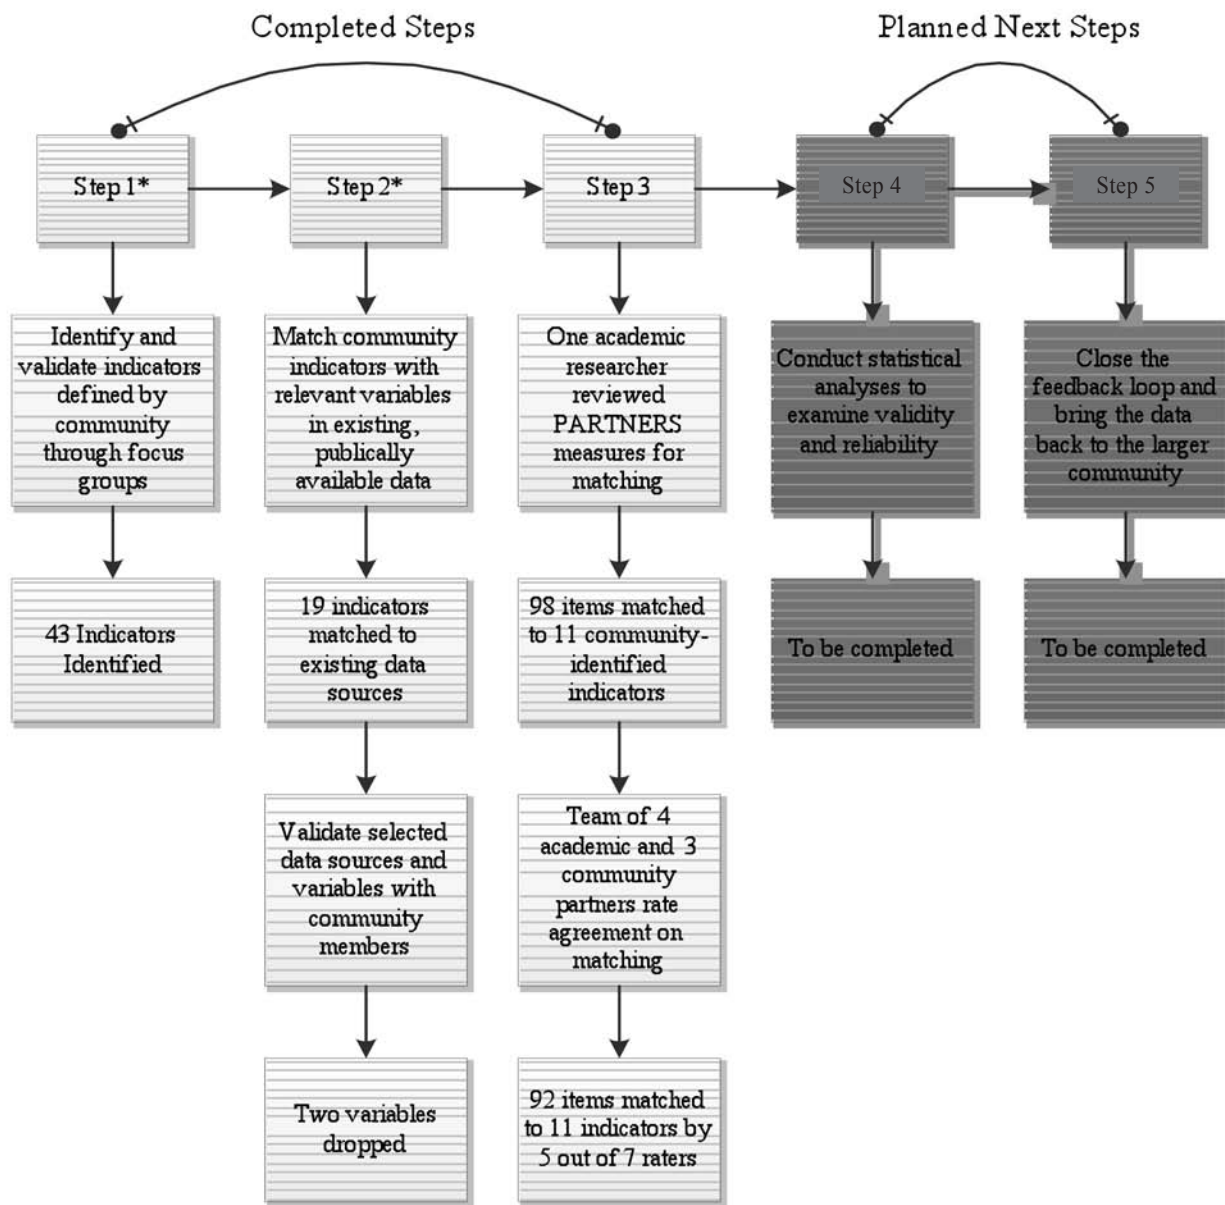 Completed Steps
Planned Next Steps
Step 1*
Step 2*
Step 3
Step 4
Step 5
Identify and
validate indicators
defined by
community
through focus
groups
Match community
indicators with
relevant variables
in existing,
publically
available data
One academic
researcher
reviewed
PARTNERS
measures for
matching
Conduct statistical
analyses to
examine validity
and reliability
Close the
feedback loop and
bring the data
back to the larger
community
43 Indicators
Identified
19 indicators
matched to
existing data
sources
98 items matched
to 11 community-
identified
indicators
To be completed
To be completed
Validate selected
data sources and
variables with
community
members
Team of 4
academic and 3
community
partners rate
agreement on
matching
Two variables
dropped
92 items matched
to 11 indicators by
5 out of 7 raters